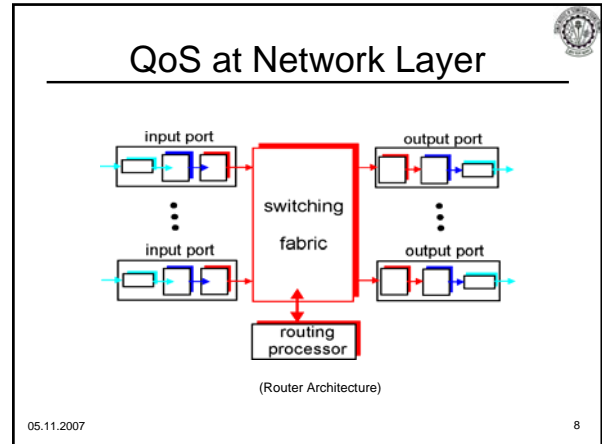 QoS at Network Layer
input port
output port
switching
fabric
input port
output port
routing
processor
(Router Architecture)
05.11.2007
8